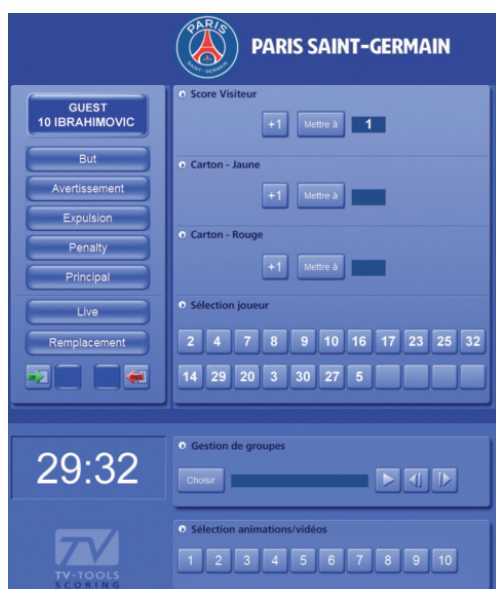 PARIS
SAINT-GERMAIN
PARIS SAINT-GERMAIN
GUEST
10 IBRAHIMOVIC
But
Avertissement
Expulsion
Penalty
Principal
Live
Remplacement
Score Visiteur
+1 Mettre à 1
Carton - Jaune
+1 Mettre à
Carton - Rouge
+1 Mettre à
Sélection joueur
2 4 7 8 9 10 16 17 23 25 32
14 29 20 3 30 27 5
29:32
Gestion de groupes
Choisir
Sélection animations/vidéos
1 2 3 4 5 6 7 8 9 10
TV
TV-TOOLS
SCORING